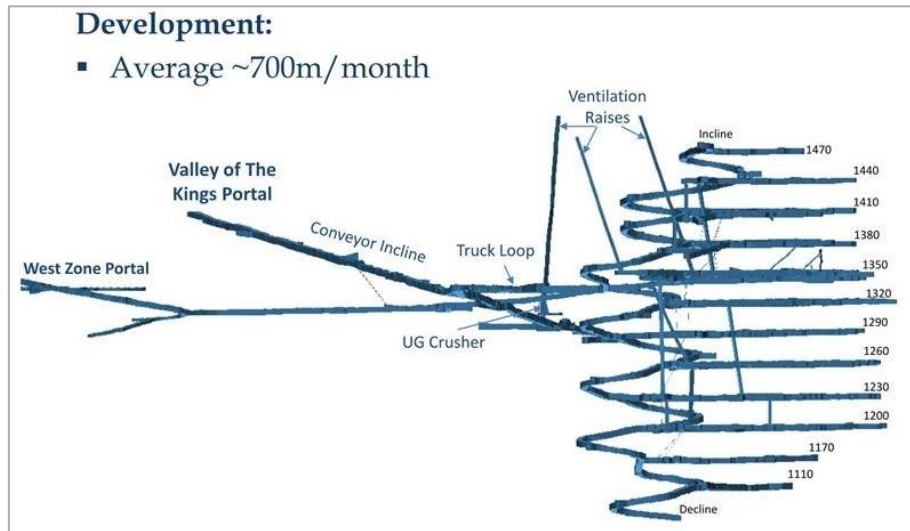 Development:
▪ Average ~700m/month
Ventilation
Raises
Incline
1470
Valley of The
Kings Portal
1440
1410
Conveyor Incline
1380
Truck Loop
West Zone Portal
1350
1320
UG Crusher
1290
1260
1230
1200
1170
1110
Decline